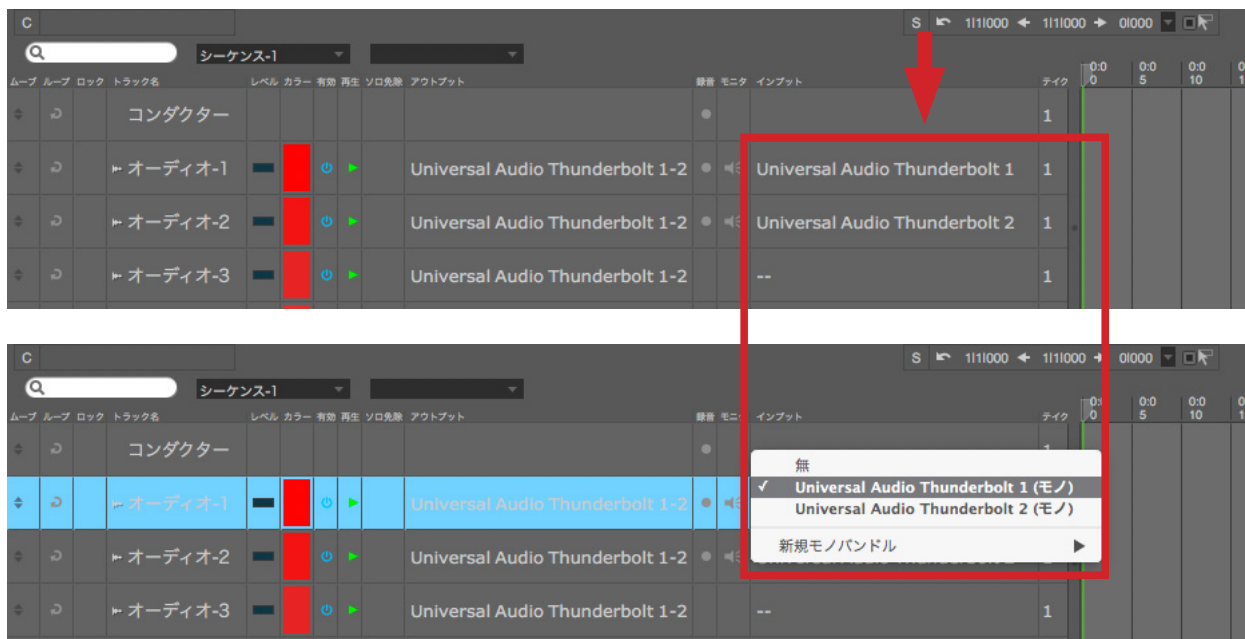 C S 1|1|000 1|1|000 0|000
シーケンス-1
ムーブ ループ ロック トラック名 レベル カラー 有効 再生 ソロ免除 アウトプット 録音 モニタ インプット テイク 0:0 0:0 0:0 0
0 5 10 1
コンダクター 1
オーディオ-1 Universal Audio Thunderbolt 1-2 Universal Audio Thunderbolt 1 1
オーディオ-2 Universal Audio Thunderbolt 1-2 Universal Audio Thunderbolt 2 1
オーディオ-3 Universal Audio Thunderbolt 1-2 -- 1
C S 1|1|000 1|1|000 0|000
シーケンス-1
ムーブ ループ ロック トラック名 レベル カラー 有効 再生 ソロ免除 アウトプット 録音 モニタ インプット テイク 0:0 0:0 0:0 0
0 5 10 1
コンダクター
無
オーディオ-1 Universal Audio Thunderbolt 1-2 ✓ Universal Audio Thunderbolt 1 (モノ)
Universal Audio Thunderbolt 2 (モノ)
新規モノバンドル ▶
オーディオ-2 Universal Audio Thunderbolt 1-2
オーディオ-3 Universal Audio Thunderbolt 1-2 -- 1